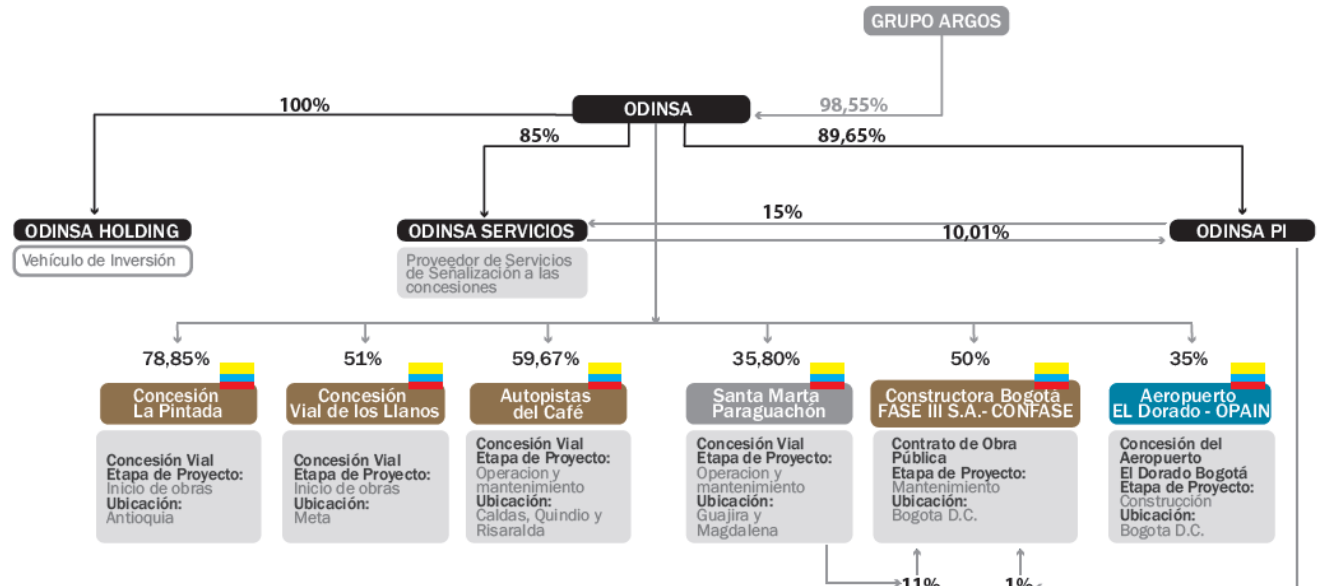 GRUPO ARGOS
100%
ODINSA
98,55%
85%
89,65%
15%
10,01%
ODINSA HOLDING
Vehículo de Inversión
ODINSA SERVICIOS
Proveedor de Servicios
de Señalización a las
concesiones
ODINSA PI
78,85%
51%
59,67%
35,80%
50%
35%
Concesión
La Pintada
Concesión Vial
Etapa de Proyecto:
Inicio de obras
Ubicación:
Antioquia
Concesión
Vial de los Llanos
Concesión Vial
Etapa de Proyecto:
Inicio de obras
Ubicación:
Meta
Autopistas
del Café
Concesión Vial
Etapa de Proyecto:
Operacion y
mantenimiento
Ubicación:
Caldas, Quindio y
Risaralda
Santa Marta
Paraguachón
Concesión Vial
Etapa de Proyecto:
Operacion y
mantenimiento
Ubicación:
Guajira y
Magdalena
Constructora Bogotà
FASE III S.A.- CONFASE
Contrato de Obra
Pública
Etapa de Proyecto:
Mantenimiento
Ubicación:
Bogota D.C.
Aeropuerto
EL Dorado - OPAIN
Concesión del
Aeropuerto
El Dorado Bogotá
Etapa de Proyecto:
Construcción
Ubicación:
Bogota D.C.
11%
1%